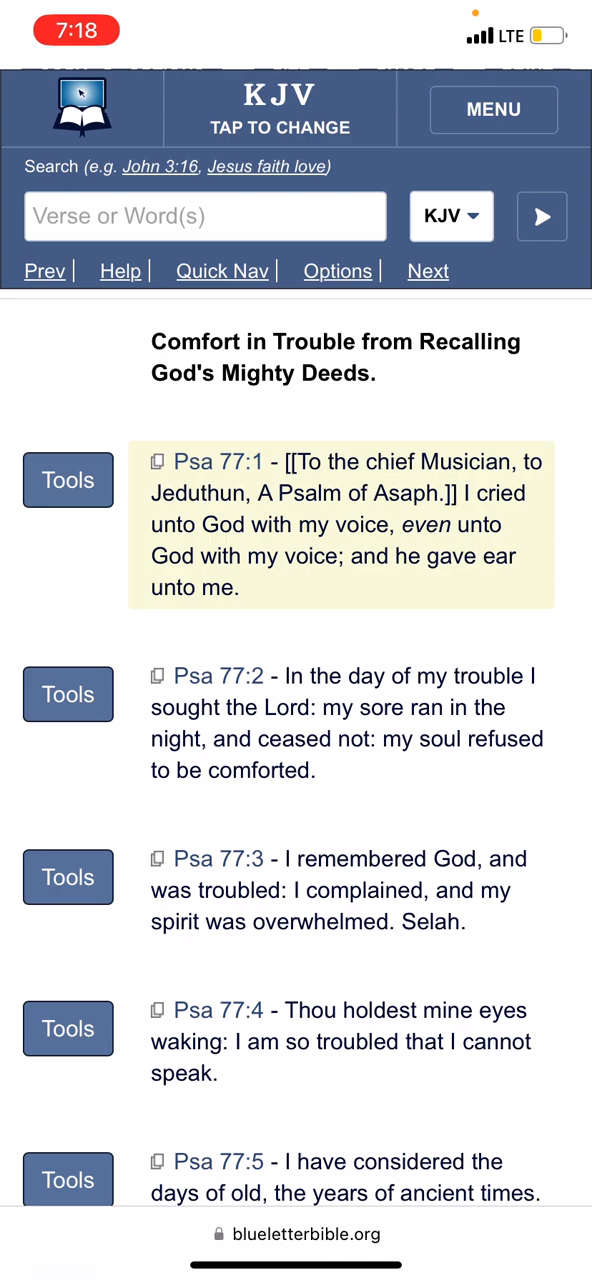 7:18
LTE
KJV
TAP TO CHANGE
MENU
Search (e.g. John 3:16, Jesus faith love)
Verse or Word(s)
KJV
Prev | Help | Quick Nav | Options | Next
Comfort in Trouble from Recalling
God's Mighty Deeds.
Tools
Psa 77:1 - [[To the chief Musician, to
Jeduthun, A Psalm of Asaph.]] I cried
unto God with my voice, even unto
God with my voice; and he gave ear
unto me.
Tools
Psa 77:2 - In the day of my trouble I
sought the Lord: my sore ran in the
night, and ceased not: my soul refused
to be comforted.
Tools
Psa 77:3 - I remembered God, and
was troubled: I complained, and my
spirit was overwhelmed. Selah.
Tools
Psa 77:4 - Thou holdest mine eyes
waking: I am so troubled that I cannot
speak.
Tools
Psa 77:5 - I have considered the
days of old, the years of ancient times.
blueletterbible.org